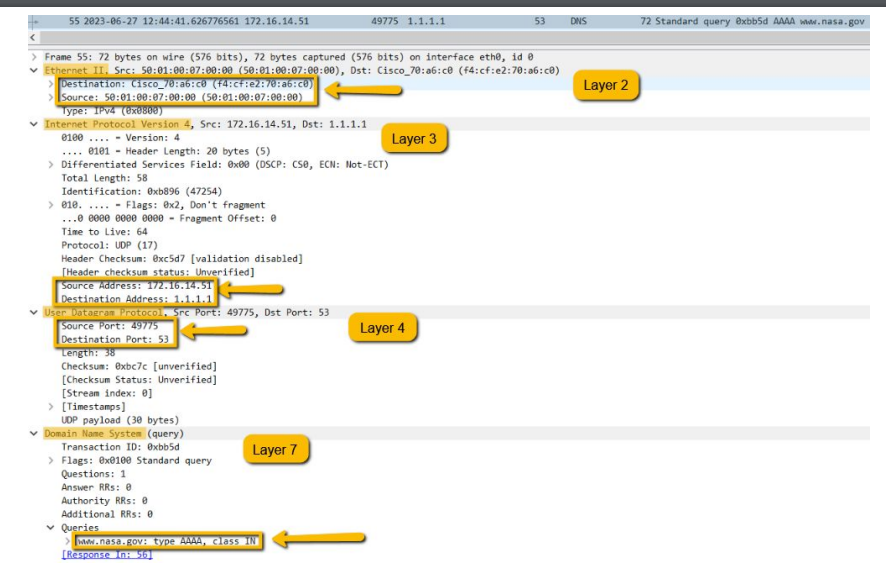 55 2023-06-27 12:44:41.626776561 172.16.14.51 49775 1.1.1.1 53 DNS 72 Standard query 0xbb5d AAAA www.nasa.gov
Frame 55: 72 bytes on wire (576 bits), 72 bytes captured (576 bits) on interface eth0, id 0
Ethernet II, Src: 50:01:00:07:00:00 (50:01:00:07:00:00), Dst: Cisco_70:a6:c0 (f4:cf:e2:70:a6:c0)
Destination: Cisco_70:a6:c0 (f4:cf:e2:70:a6:c0)
Layer 2
Source: 50:01:00:07:00:00 (50:01:00:07:00:00)
Type: IPv4 (0x0800)
Internet Protocol Version 4, Src: 172.16.14.51, Dst: 1.1.1.1
0100 .... = Version: 4
Layer 3
.... 0101 = Header Length: 20 bytes (5)
Differentiated Services Field: 0x00 (DSCP: CS0, ECN: Not-ECT)
Total Length: 58
Identification: 0xb896 (47254)
010. .... = Flags: 0x2, Don't fragment
...0 0000 0000 0000 = Fragment Offset: 0
Time to Live: 64
Protocol: UDP (17)
Header Checksum: 0xc5d7 [validation disabled]
[Header checksum status: Unverified]
Source Address: 172.16.14.51
Destination Address: 1.1.1.1
User Datagram Protocol, Src Port: 49775, Dst Port: 53
Source Port: 49775
Layer 4
Destination Port: 53
Length: 38
Checksum: 0xbc7c [unverified]
[Checksum Status: Unverified]
[Stream index: 0]
[Timestamps]
UDP payload (30 bytes)
Domain Name System (query)
Transaction ID: 0xbb5d
Layer 7
Flags: 0x0100 Standard query
Questions: 1
Answer RRs: 0
Authority RRs: 0
Additional RRs: 0
Queries
www.nasa.gov: type AAAA, class IN
[Response In: 56]